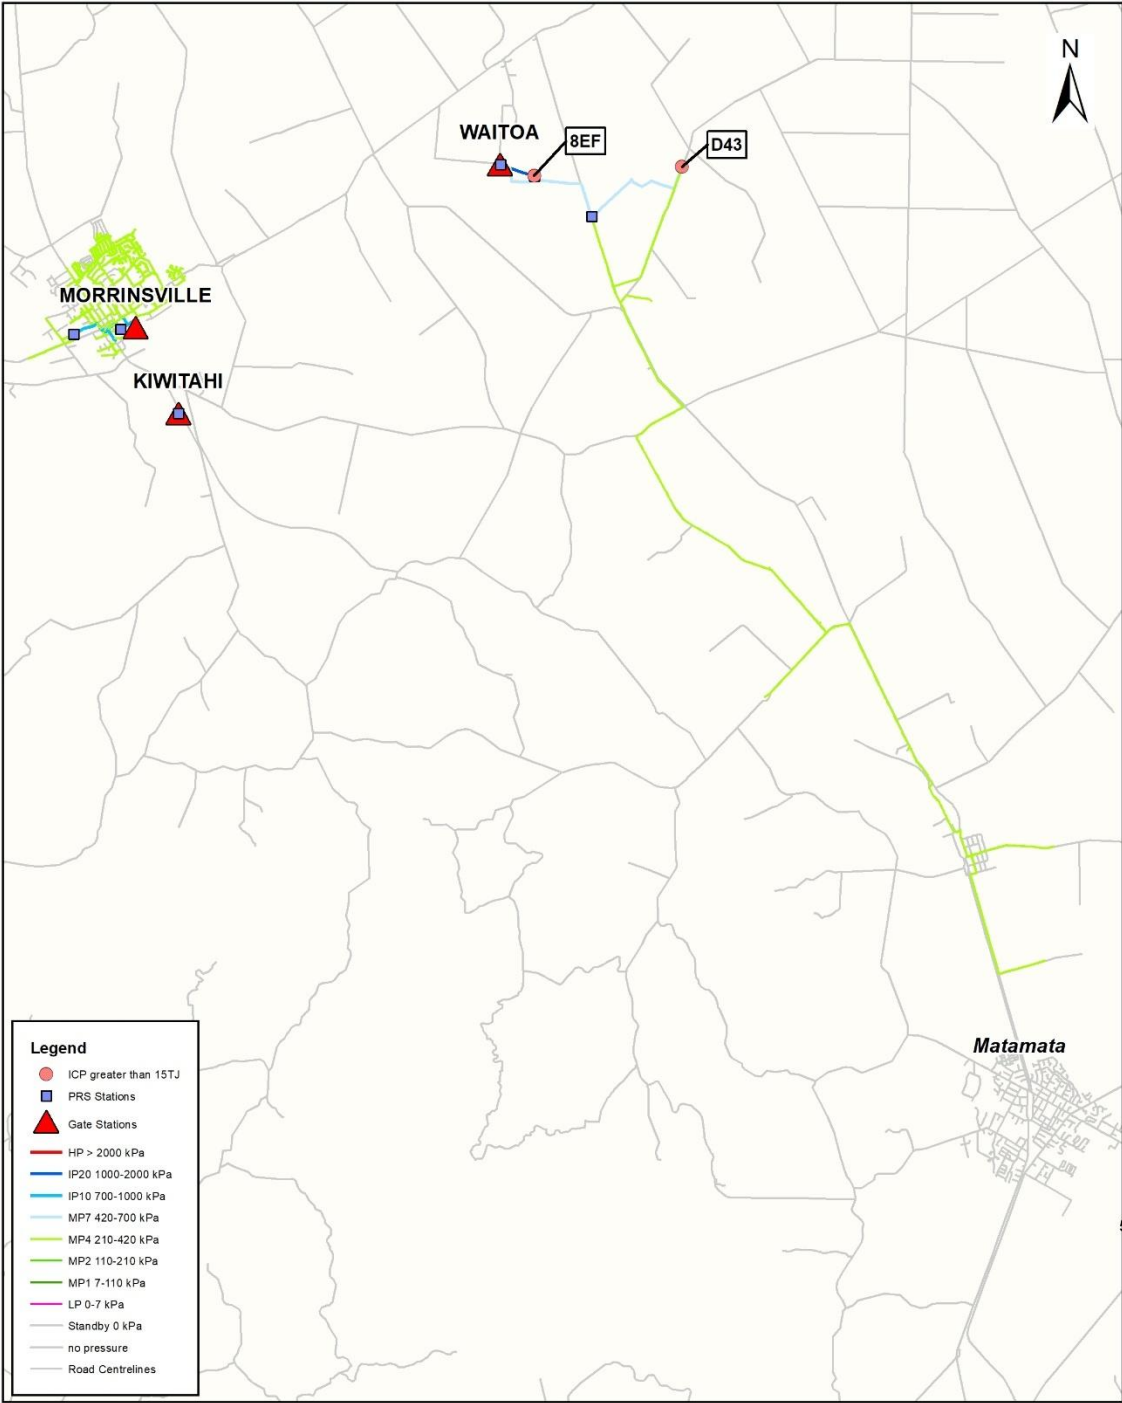 N
WAITOA
8EF
D43
MORRINSVILLE
KIWITAHI
Matamata
Legend
ICP greater than 15TJ
PRS Stations
Gate Stations
HP > 2000 kPa
IP20 1000-2000 kPa
IP10 700-1000 kPa
MP7 420-700 kPa
MP4 210-420 kPa
MP2 110-210 kPa
MP1 7-110 kPa
LP 0-7 kPa
Standby 0 kPa
no pressure
Road Centrelines